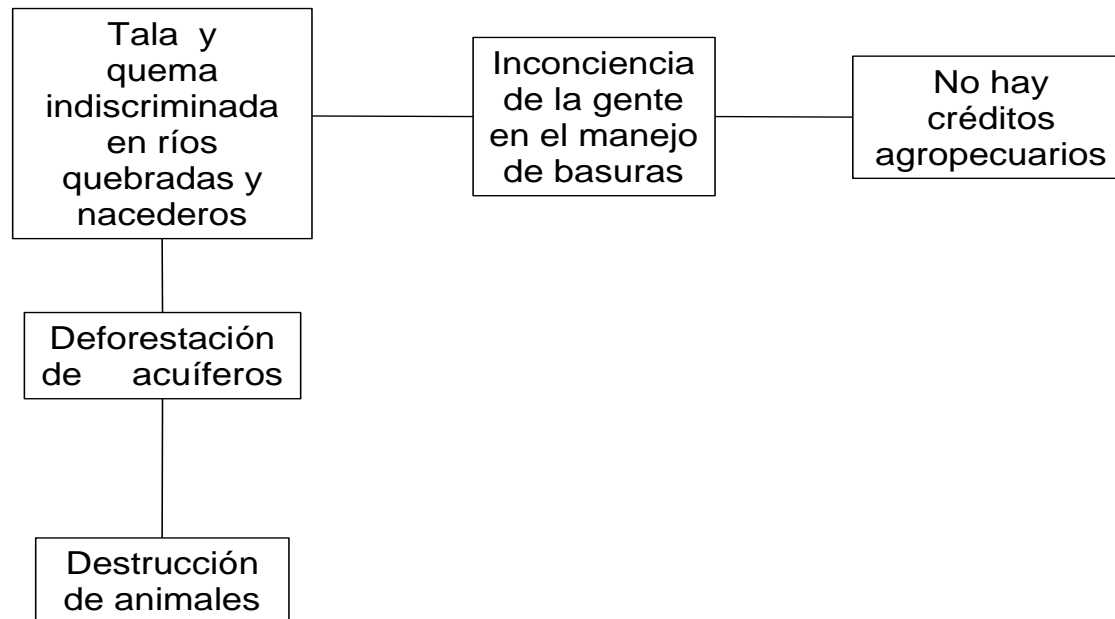 Tala y
quema
indiscriminada
en ríos
quebradas y
nacederos
Inconciencia
de la gente
en el manejo
de basuras
No hay
créditos
agropecuarios
Deforestación
de acuíferos
Destrucción
de animales